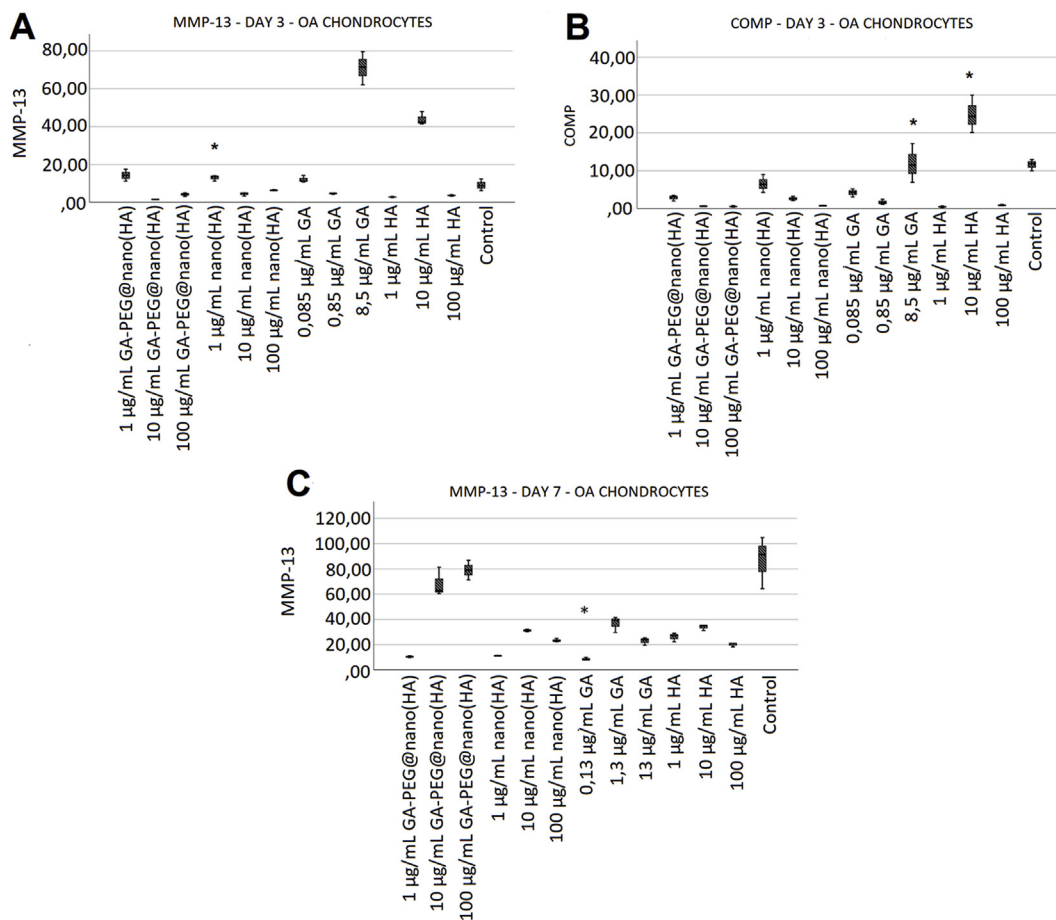 A
MMP-13 - DAY 3 - OA CHONDROCYTES
MMP-13
80,00
60,00
40,00
20,00
,00
*
1 µg/mL GA-PEG@nano(HA)
10 µg/mL GA-PEG@nano(HA)
100 µg/mL GA-PEG@nano(HA)
1 µg/mL nano(HA)
10 µg/mL nano(HA)
100 µg/mL nano(HA)
0,085 µg/mL GA
0,85 µg/mL GA
8,5 µg/mL GA
1 µg/mL HA
10 µg/mL HA
100 µg/mL HA
Control
B
COMP - DAY 3 - OA CHONDROCYTES
COMP
40,00
30,00
20,00
10,00
,00
*
*
1 µg/mL GA-PEG@nano(HA)
10 µg/mL GA-PEG@nano(HA)
100 µg/mL GA-PEG@nano(HA)
1 µg/mL nano(HA)
10 µg/mL nano(HA)
100 µg/mL nano(HA)
0,085 µg/mL GA
0,85 µg/mL GA
8,5 µg/mL GA
1 µg/mL HA
10 µg/mL HA
100 µg/mL HA
Control
C
MMP-13 - DAY 7 - OA CHONDROCYTES
MMP-13
120,00
100,00
80,00
60,00
40,00
20,00
,00
*
1 µg/mL GA-PEG@nano(HA)
10 µg/mL GA-PEG@nano(HA)
100 µg/mL GA-PEG@nano(HA)
1 µg/mL nano(HA)
10 µg/mL nano(HA)
100 µg/mL nano(HA)
0,13 µg/mL GA
1,3 µg/mL GA
13 µg/mL GA
1 µg/mL HA
10 µg/mL HA
100 µg/mL HA
Control